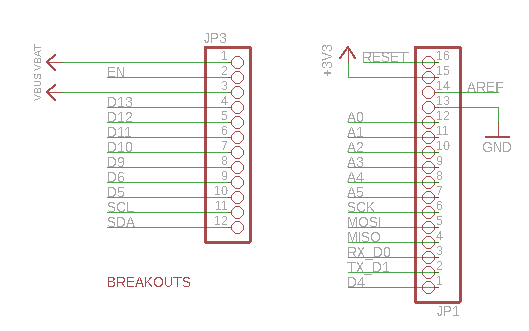 JP3
VBAT
VBUS
EN
D13
D12
D11
D10
D9
D6
D5
SCL
SDA
1
2
3
4
5
6
7
8
9
10
11
12
BREAKOUTS
+3V3
RESET
AREF
GND
A0
A1
A2
A3
A4
A5
SCK
MOSI
MISO
RX_D0
TX_D1
D4
16
15
14
13
12
11
10
9
8
7
6
5
4
3
2
1
JP1